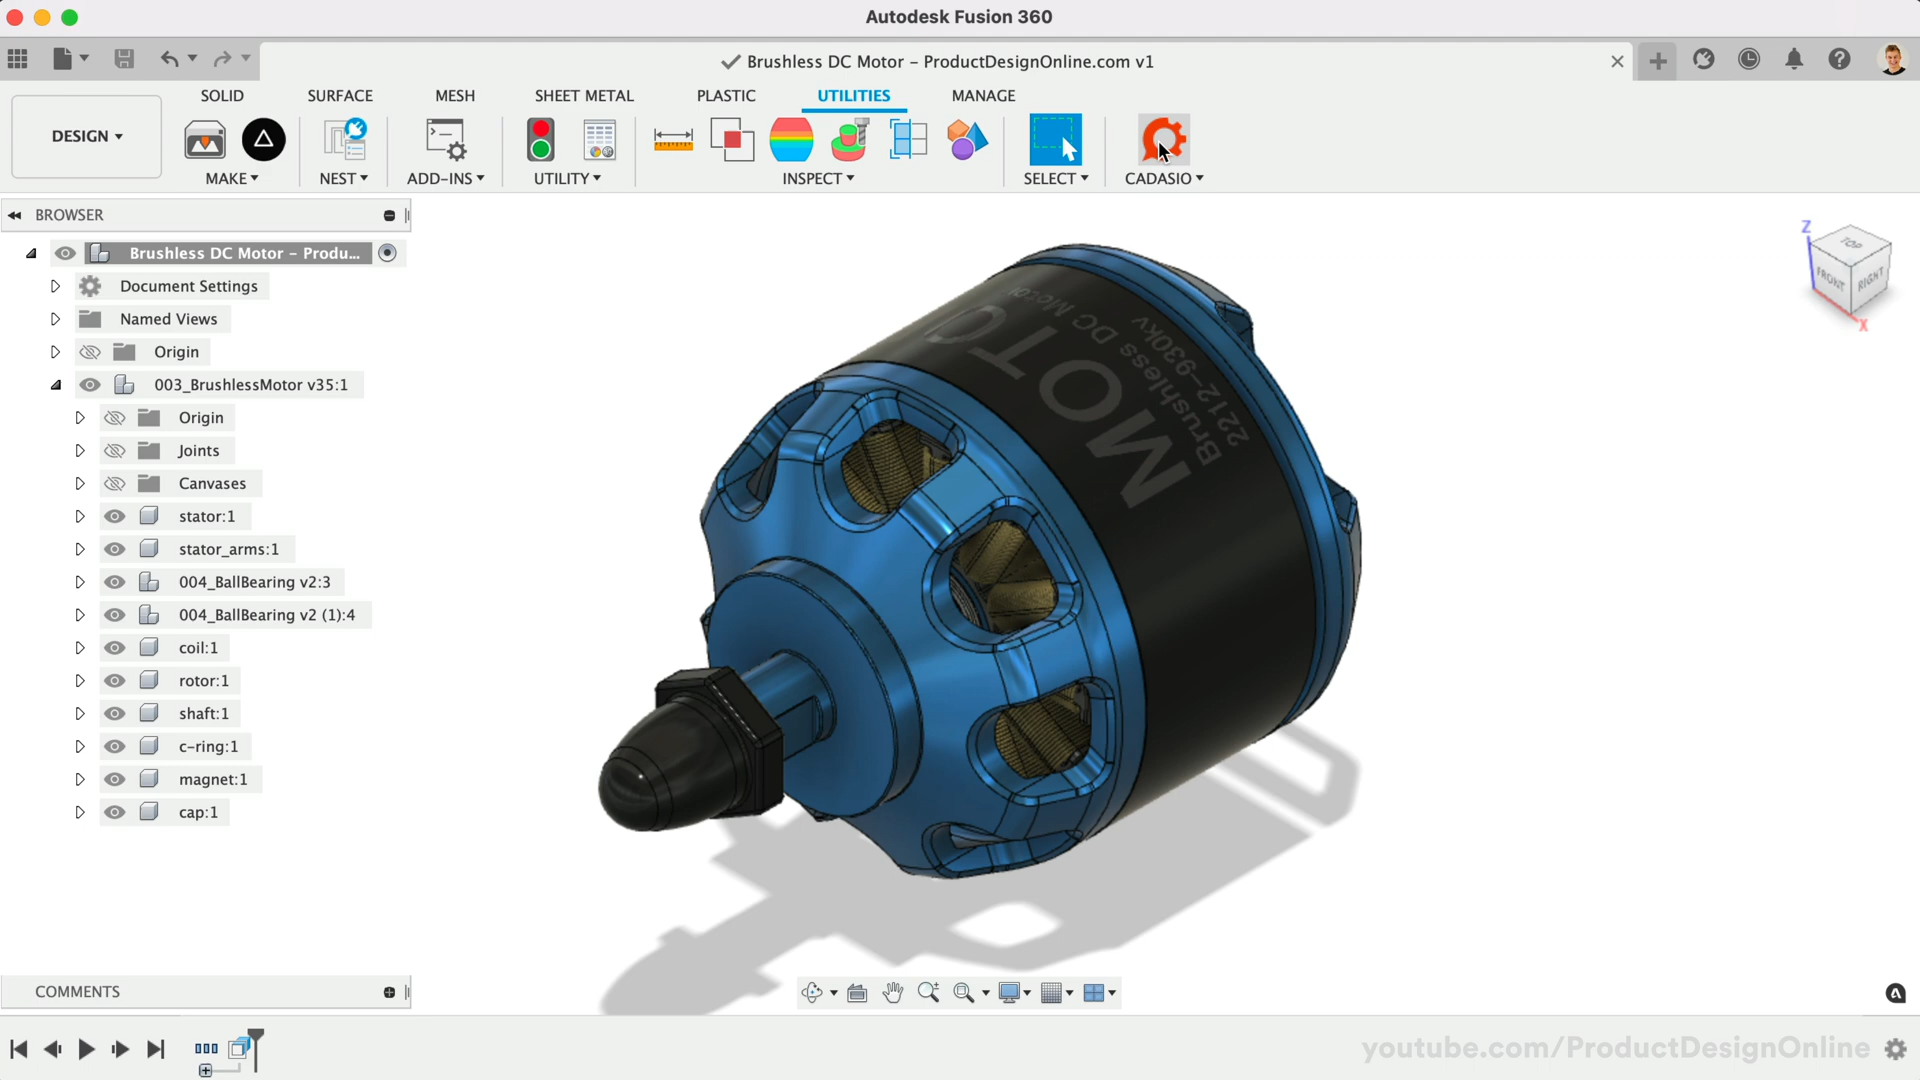 Autodesk Fusion 360
Brushless DC Motor – ProductDesignOnline.com v1
SOLID SURFACE MESH SHEET METAL PLASTIC UTILITIES MANAGE
DESIGN
MAKE NEST ADD-INS UTILITY INSPECT SELECT CADASIO
BROWSER
Brushless DC Motor – Produ...
Document Settings
Named Views
Origin
003_BrushlessMotor v35:1
Origin
Joints
Canvases
stator:1
stator_arms:1
004_BallBearing v2:3
004_BallBearing v2 (1):4
coil:1
rotor:1
shaft:1
c-ring:1
magnet:1
cap:1
MOTO
Brushless DC Motor
2212-930kv
Z
TOP
FRONT
RIGHT
X
COMMENTS
youtube.com/ProductDesignOnline